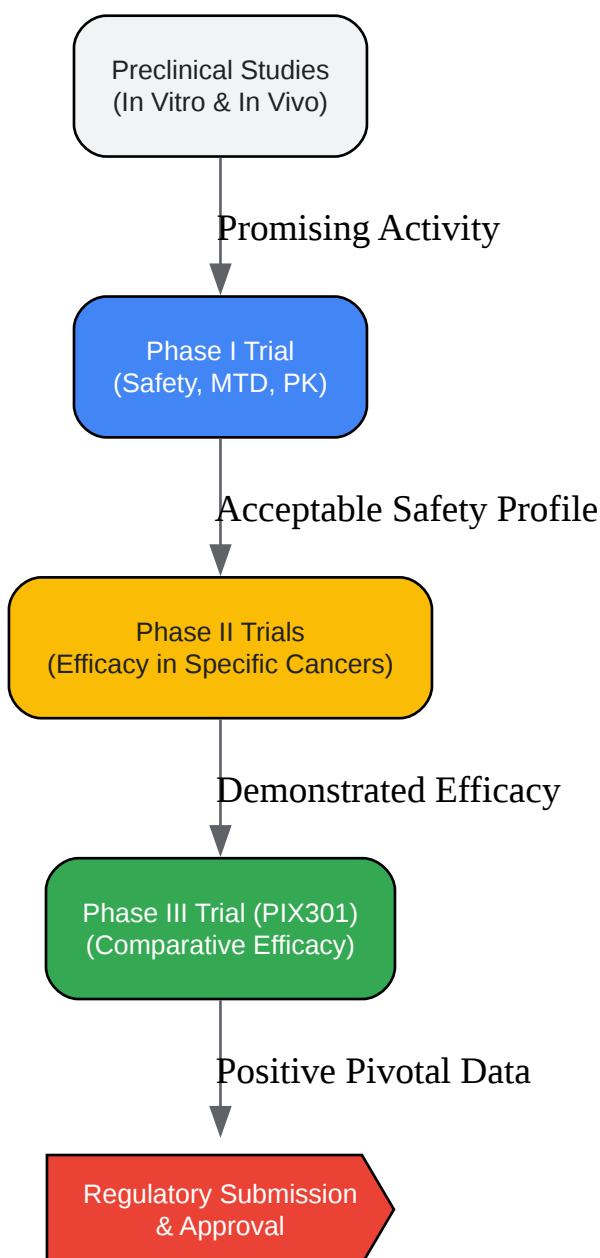 Preclinical Studies
(In Vitro & In Vivo)
Promising Activity
Phase I Trial
(Safety, MTD, PK)
Acceptable Safety Profile
Phase II Trials
(Efficacy in Specific Cancers)
Demonstrated Efficacy
Phase III Trial (PIX301)
(Comparative Efficacy)
Positive Pivotal Data
Regulatory Submission
& Approval